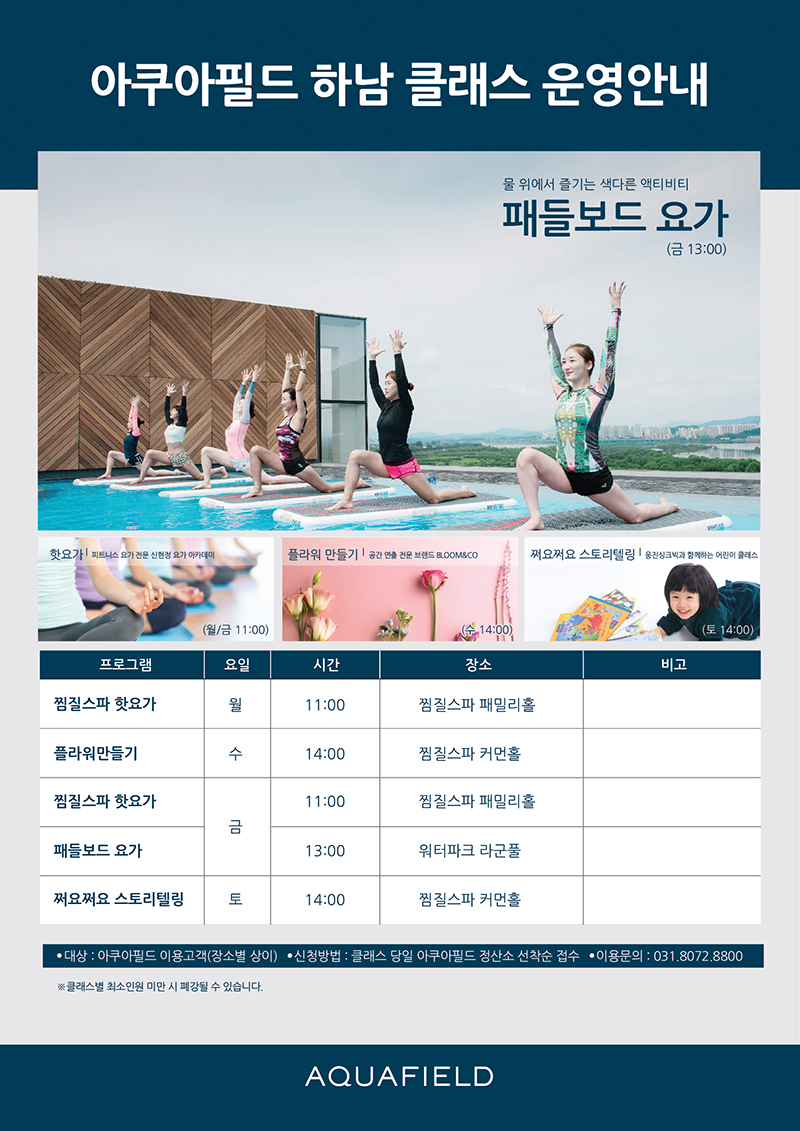 아쿠아필드 하남 클래스 운영안내
물 위에서 즐기는 색다른 액티비티
패들보드 요가
(금 13:00)
핫요가 | 피트니스 요가 전문 신현정 요가 아카데미
(월/금 11:00)
플라워 만들기 | 공간 연출 전문 브랜드 BLOOM&CO
(수 14:00)
쩌요쩌요 스토리텔링 | 웅진싱크빅과 함께하는 어린이 클래스
(토 14:00)
프로그램 요일 시간 장소 비고
찜질스파 핫요가 월 11:00 찜질스파 패밀리홀
플라워만들기 수 14:00 찜질스파 커먼홀
찜질스파 핫요가 금 11:00 찜질스파 패밀리홀
패들보드 요가 13:00 워터파크 라군풀
쩌요쩌요 스토리텔링 토 14:00 찜질스파 커먼홀
•대상 : 아쿠아필드 이용고객(장소별 상이) •신청방법 : 클래스 당일 아쿠아필드 정산소 선착순 접수 •이용문의 : 031.8072.8800
※클래스별 최소인원 미만 시 폐강될 수 있습니다.
AQUAFIELD